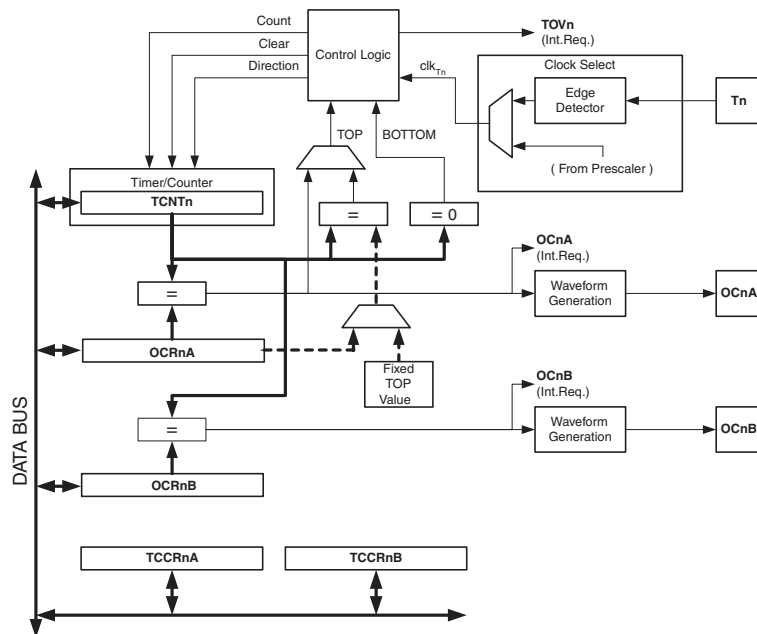 Count
Clear
Direction
Control Logic
TOVn
(Int.Req.)
clkTn
Clock Select
Edge
Detector
Tn
( From Prescaler )
TOP
BOTTOM
Timer/Counter
TCNTn
=
= 0
OCnA
(Int.Req.)
=
Waveform
Generation
OCnA
OCRnA
Fixed
TOP
Value
OCnB
(Int.Req.)
=
Waveform
Generation
OCnB
OCRnB
DATA BUS
TCCRnA
TCCRnB